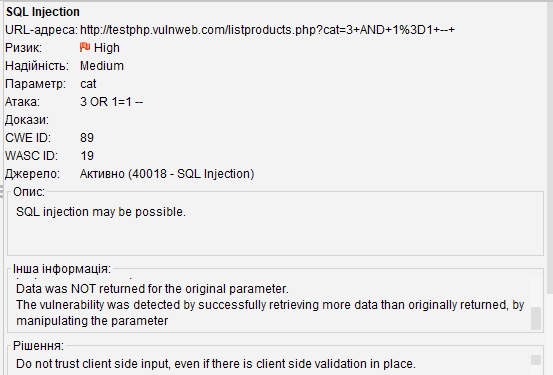 SQL Injection
URL-адреса: http://testphp.vulnweb.com/listproducts.php?cat=3+AND+1%3D1+--+
Ризик: High
Надійність: Medium
Параметр: cat
Атака: 3 OR 1=1 --
Докази:
CWE ID: 89
WASC ID: 19
Джерело: Активно (40018 - SQL Injection)
Опис:
SQL injection may be possible.
Інша інформація:
Data was NOT returned for the original parameter.
The vulnerability was detected by successfully retrieving more data than originally returned, by
manipulating the parameter
Рішення:
Do not trust client side input, even if there is client side validation in place.